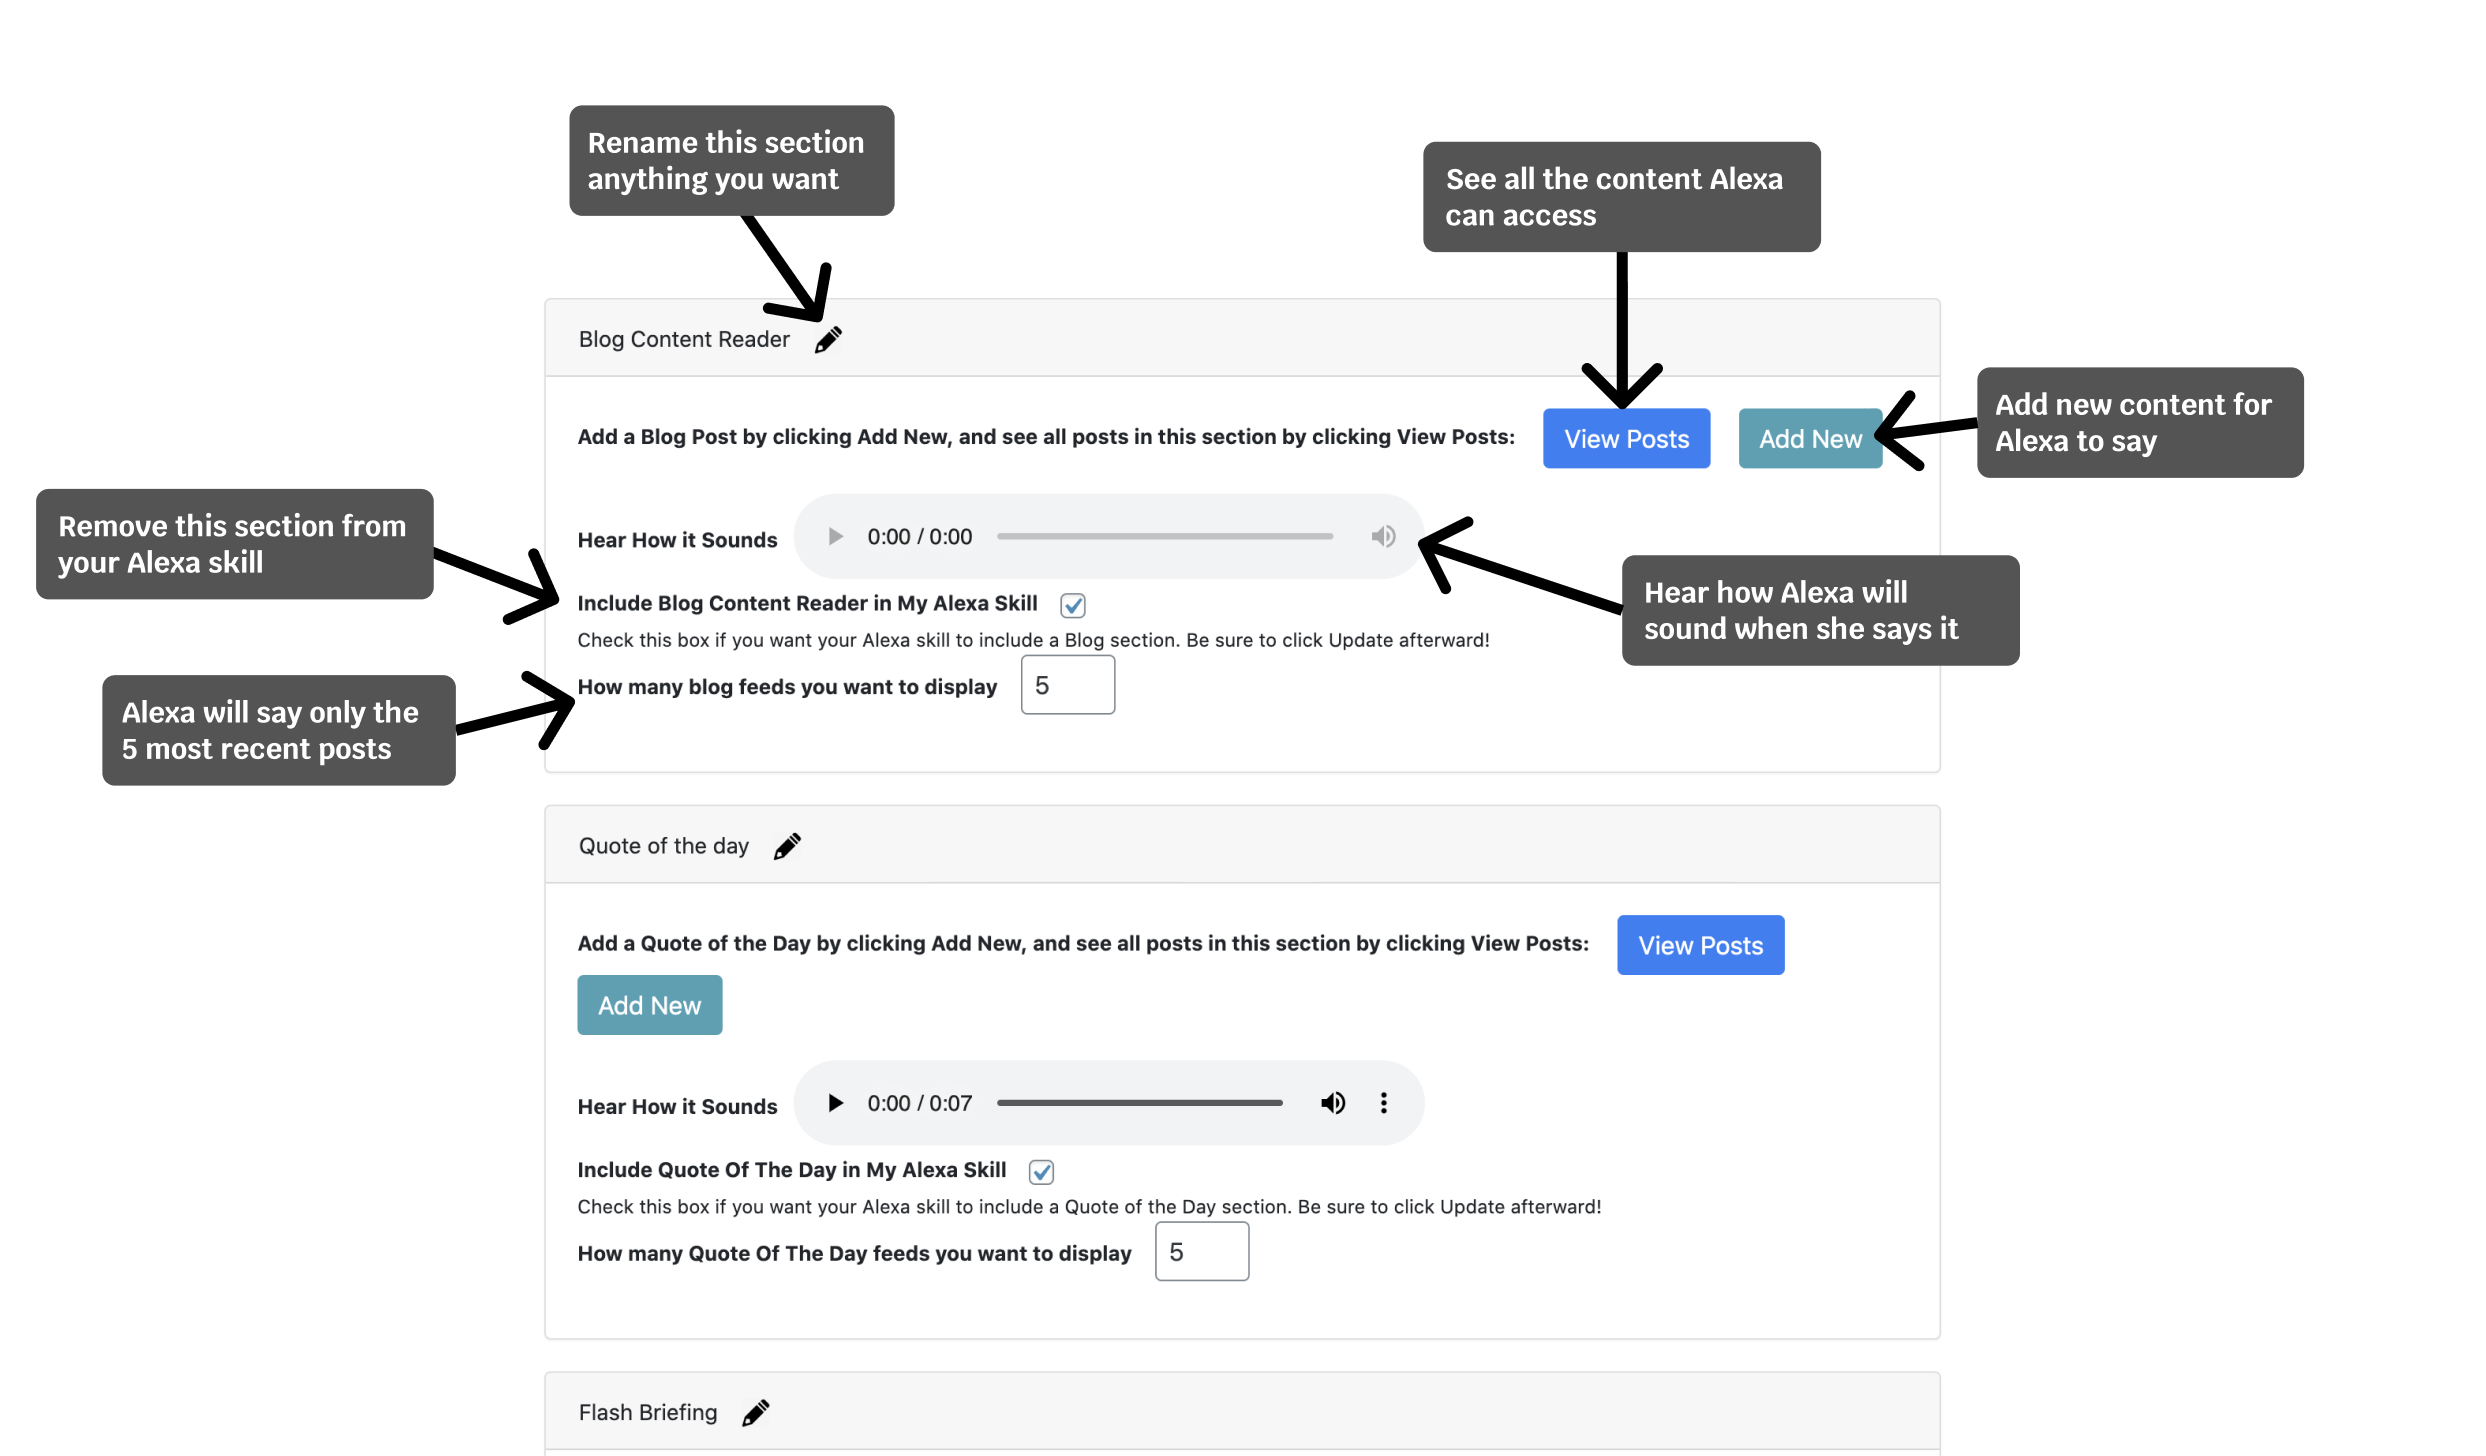 Rename this section
anything you want
See all the content Alexa
can access
Blog Content Reader
Add new content for
Alexa to say
Add a Blog Post by clicking Add New, and see all posts in this section by clicking View Posts:
View Posts
Add New
Remove this section from
your Alexa skill
Hear How it Sounds
0:00 / 0:00
Hear how Alexa will
sound when she says it
Include Blog Content Reader in My Alexa Skill
Check this box if you want your Alexa skill to include a Blog section. Be sure to click Update afterward!
Alexa will say only the
5 most recent posts
How many blog feeds you want to display
5
Quote of the day
Add a Quote of the Day by clicking Add New, and see all posts in this section by clicking View Posts:
View Posts
Add New
Hear How it Sounds
0:00 / 0:07
Include Quote Of The Day in My Alexa Skill
Check this box if you want your Alexa skill to include a Quote of the Day section. Be sure to click Update afterward!
How many Quote Of The Day feeds you want to display
5
Flash Briefing